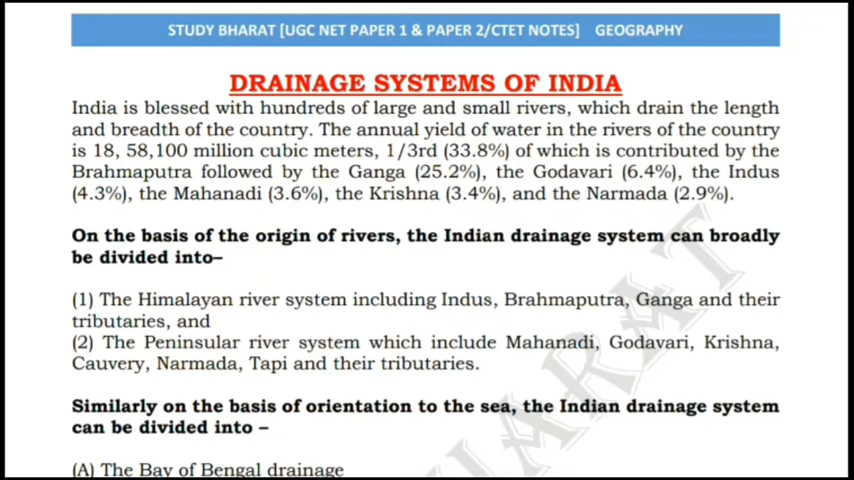 STUDY BHARAT [UGC NET PAPER 1 & PAPER 2/CTET NOTES] GEOGRAPHY
DRAINAGE SYSTEMS OF INDIA
India is blessed with hundreds of large and small rivers, which drain the length
and breadth of the country. The annual yield of water in the rivers of the country
is 18, 58,100 million cubic meters, 1/3rd (33.8%) of which is contributed by the
Brahmaputra followed by the Ganga (25.2%), the Godavari (6.4%), the Indus
(4.3%), the Mahanadi (3.6%), the Krishna (3.4%), and the Narmada (2.9%).
On the basis of the origin of rivers, the Indian drainage system can broadly
be divided into–
(1) The Himalayan river system including Indus, Brahmaputra, Ganga and their
tributaries, and
(2) The Peninsular river system which include Mahanadi, Godavari, Krishna,
Cauvery, Narmada, Tapi and their tributaries.
Similarly on the basis of orientation to the sea, the Indian drainage system
can be divided into –
(A) The Bay of Bengal drainage
HARAT